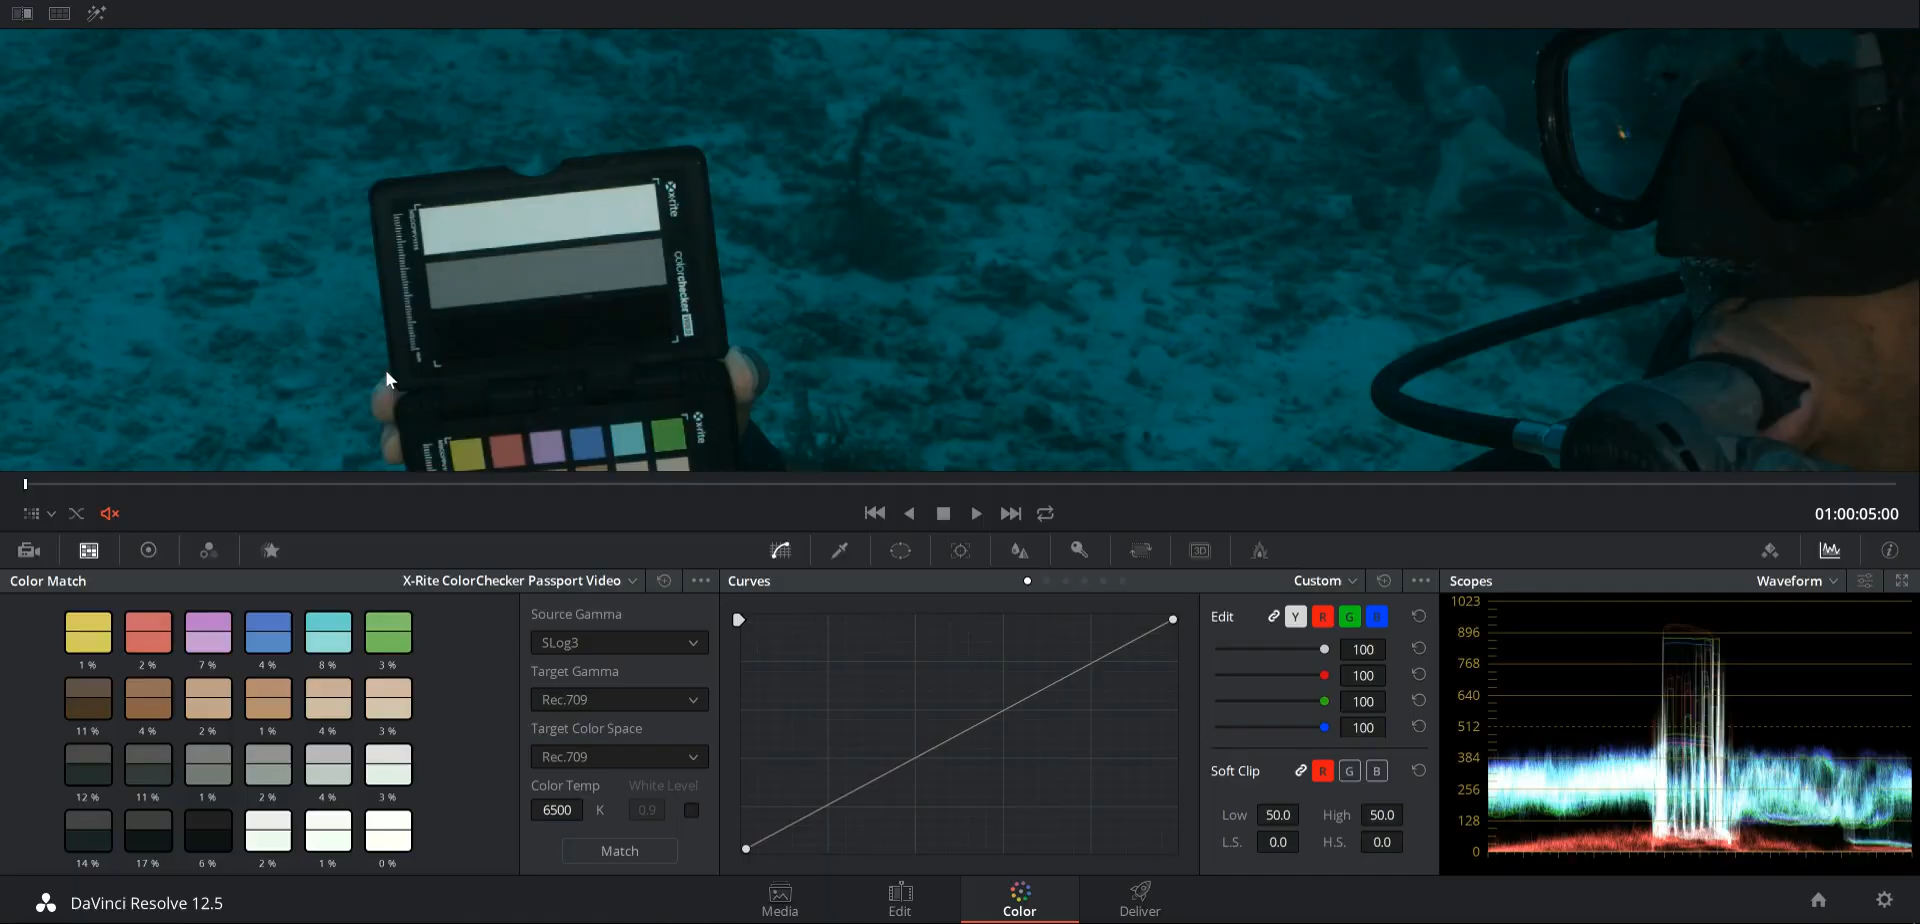 x-rite
colorchecker
x-rite
01:00:05:00
3D
Color Match
X-Rite ColorChecker Passport Video
Curves
Custom
Scopes
Waveform
1 %
2 %
7 %
4 %
8 %
3 %
11 %
4 %
2 %
1 %
4 %
3 %
12 %
11 %
1 %
2 %
4 %
3 %
14 %
17 %
6 %
2 %
1 %
0 %
Source Gamma
SLog3
Target Gamma
Rec.709
Target Color Space
Rec.709
Color Temp White Level
6500 K 0.9
Match
Edit Y R G B
100
100
100
100
Soft Clip R G B
Low 50.0 High 50.0
L.S. 0.0 H.S. 0.0
1023
896
768
640
512
384
256
128
0
DaVinci Resolve 12.5
Media
Edit
Color
Deliver